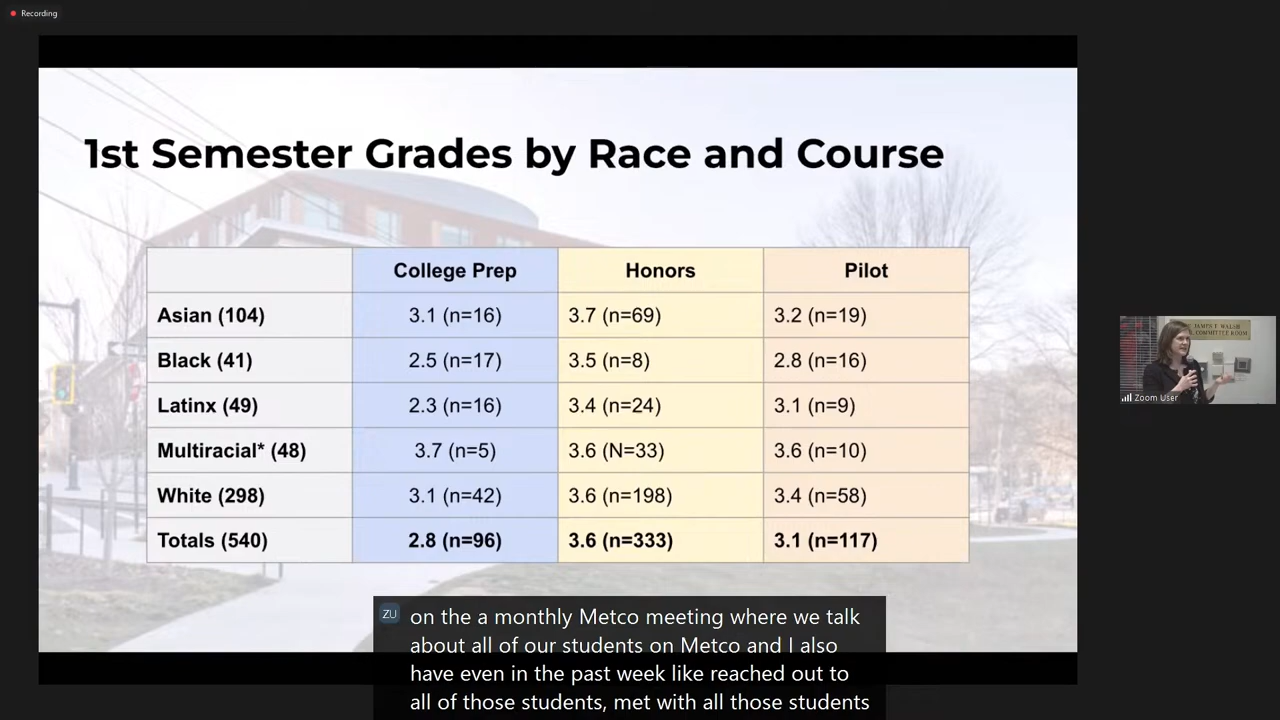 Recording
1st Semester Grades by Race and Course
College Prep Honors Pilot
Asian (104) 3.1 (n=16) 3.7 (n=69) 3.2 (n=19)
Black (41) 2.5 (n=17) 3.5 (n=8) 2.8 (n=16)
Latinx (49) 2.3 (n=16) 3.4 (n=24) 3.1 (n=9)
Multiracial* (48) 3.7 (n=5) 3.6 (N=33) 3.6 (n=10)
White (298) 3.1 (n=42) 3.6 (n=198) 3.4 (n=58)
Totals (540) 2.8 (n=96) 3.6 (n=333) 3.1 (n=117)
JAMES F. WALSH
COMMITTEE ROOM
Zoom User
ZU
on the a monthly Metco meeting where we talk
about all of our students on Metco and I also
have even in the past week like reached out to
all of those students, met with all those students